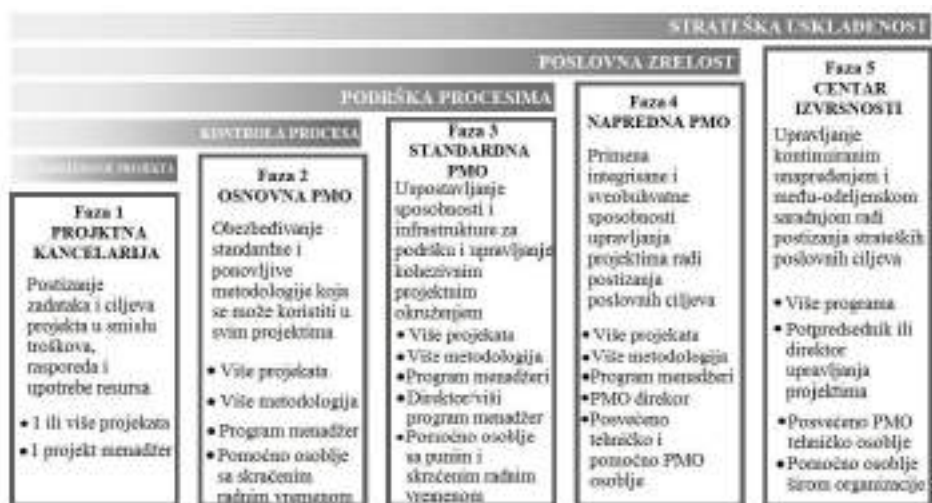 STRATEŠKA USKLAĐENOST
POSLOVNA ZRELOST
PODRŠKA PROCESIMA
KONTROLA PROCESA
PROJEKTA
Faza 1
PROJKTNA
KANCELARIJA
Postizanje
zadataka i ciljeva
projekta u smislu
troškova,
rasporeda i
upotrebe resursa
• 1 ili više projekata
• 1 projekt menadžer
Faza 2
OSNOVNA PMO
Obezbeđivanje
standardne i
ponovljive
metodologije koja
se može koristiti u
svim projektima
• Više projekata
• Više metodologija
• Program menadžer
• Pomoćno osoblje
sa skraćenim
radnim vremenom
Faza 3
STANDARDNA
PMO
Uspostavljanje
sposobnosti i
infrastrukture za
podršku i upravljanje
kohezivnim
projektnim
okruženjem
• Više projekata
• Više metodologija
• Program menadžeri
• Direktor/viši
program menadžer
• Pomoćno osoblje
sa punim i
skraćenim radnim
vremenom
Faza 4
NAPREDNA PMO
Primena
integrisane i
sveobuhvatne
sposobnosti
upravljanja
projektima radi
postizanja
poslovnih ciljeva
• Više projekata
• Više metodologija
• Program menadžeri
• PMO direkor
• Posvećeno
tehničko i
pomoćno PMO
osoblje
Faza 5
CENTAR
IZVRSNOSTI
Upravljanje
kontinuiranim
unapređenjem i
među-odeljenskom
saradnjom radi
postizanja strateških
poslovnih ciljeva
• Više programa
• Potpredsednik ili
direktor
upravljanja
projektima
• Posvećeno PMO
tehničko osoblje
• Pomoćno osoblje
širom organizacije